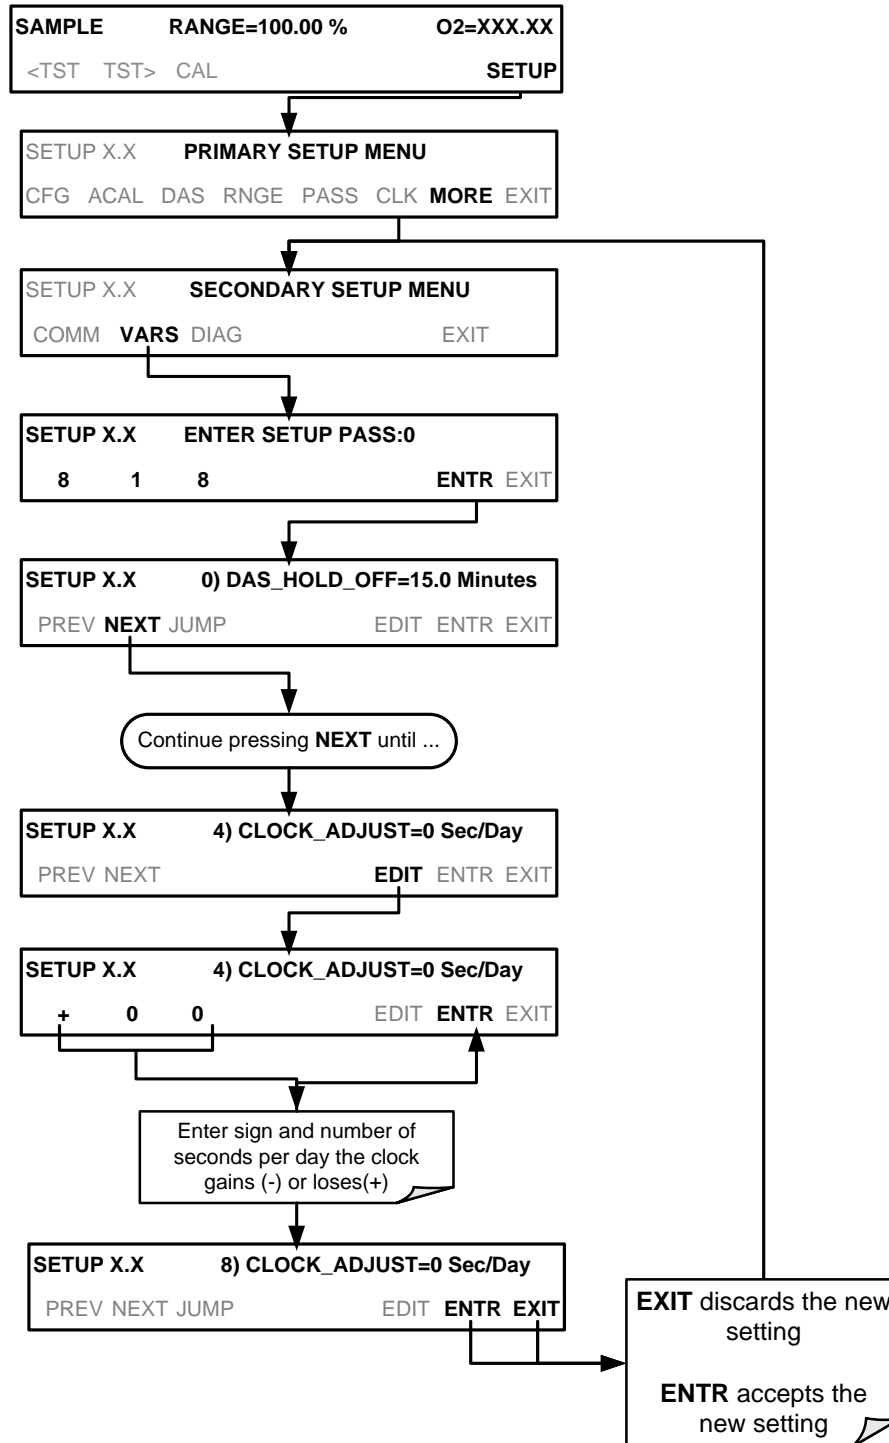 SAMPLE RANGE=100.00 % O2=XXX.XX
<TST TST> CAL SETUP
SETUP X.X PRIMARY SETUP MENU
CFG ACAL DAS RNGE PASS CLK MORE EXIT
SETUP X.X SECONDARY SETUP MENU
COMM VARS DIAG EXIT
SETUP X.X ENTER SETUP PASS:0
8 1 8 ENTR EXIT
SETUP X.X 0) DAS_HOLD_OFF=15.0 Minutes
PREV NEXT JUMP EDIT ENTR EXIT
Continue pressing NEXT until ...
SETUP X.X 4) CLOCK_ADJUST=0 Sec/Day
PREV NEXT EDIT ENTR EXIT
SETUP X.X 4) CLOCK_ADJUST=0 Sec/Day
+ 0 0 EDIT ENTR EXIT
Enter sign and number of
seconds per day the clock
gains (-) or loses(+)
SETUP X.X 8) CLOCK_ADJUST=0 Sec/Day
PREV NEXT JUMP EDIT ENTR EXIT
EXIT discards the new
setting
ENTR accepts the
new setting